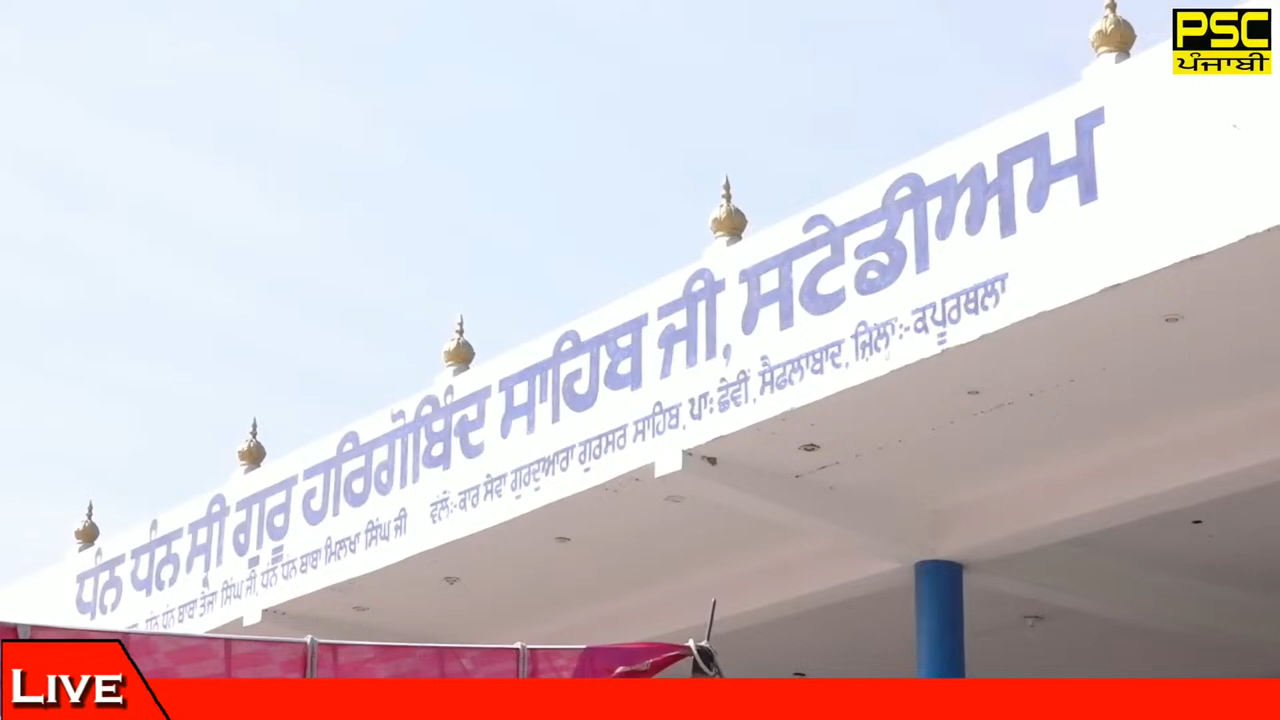 PSC
ਪੰਜਾਬੀ
ਧੰਨ ਧੰਨ ਸ੍ਰੀ ਗੁਰੂ ਹਰਿਗੋਬਿੰਦ ਸਾਹਿਬ ਜੀ, ਸਟੇਡੀਅਮ
ਧੰਨ ਧੰਨ ਬਾਬਾ ਤੇਜਾ ਸਿੰਘ ਜੀ, ਧੰਨ ਧੰਨ ਬਾਬਾ ਮਿਲਖਾ ਸਿੰਘ ਜੀ ਵੱਲੋਂ:-ਕਾਰ ਸੇਵਾ ਗੁਰਦੁਆਰਾ ਗੁਰਸਰ ਸਾਹਿਬ, ਪਾ: ਛੇਵੀਂ, ਸੈਫਲਾਬਾਦ, ਜ਼ਿਲਾ:-ਕਪੂਰਥਲਾ
LIVE